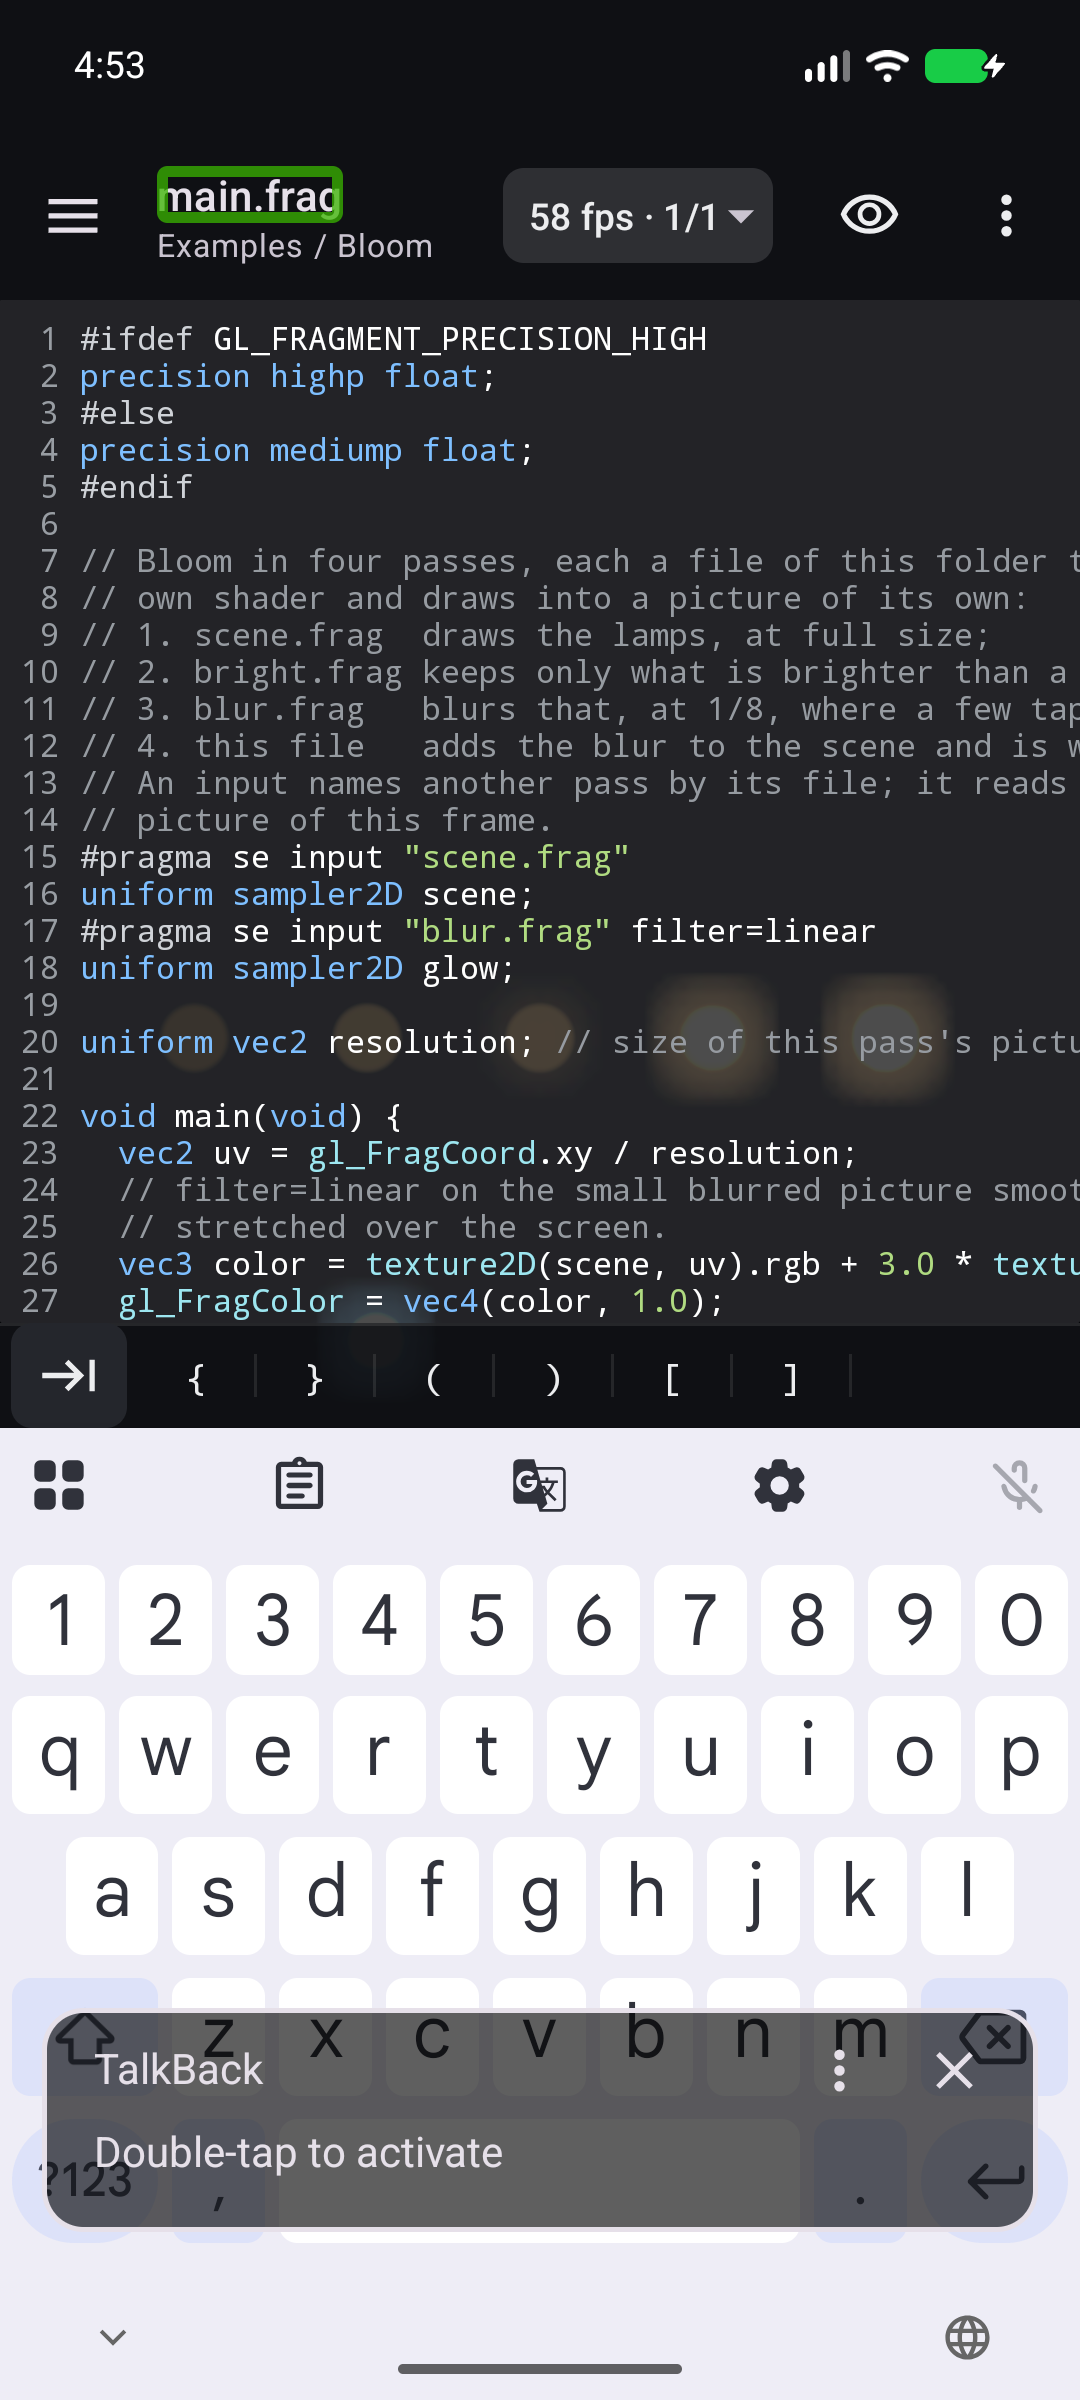 4:53
main.frag
Examples / Bloom
58 fps · 1/1
1 #ifdef GL_FRAGMENT_PRECISION_HIGH
2 precision highp float;
3 #else
4 precision mediump float;
5 #endif
6
7 // Bloom in four passes, each a file of this folder t
8 // own shader and draws into a picture of its own:
9 // 1. scene.frag  draws the lamps, at full size;
10 // 2. bright.frag keeps only what is brighter than a
11 // 3. blur.frag   blurs that, at 1/8, where a few tap
12 // 4. this file   adds the blur to the scene and is w
13 // An input names another pass by its file; it reads
14 // picture of this frame.
15 #pragma se input "scene.frag"
16 uniform sampler2D scene;
17 #pragma se input "blur.frag" filter=linear
18 uniform sampler2D glow;
19
20 uniform vec2 resolution; // size of this pass's pictu
21
22 void main(void) {
23   vec2 uv = gl_FragCoord.xy / resolution;
24   // filter=linear on the small blurred picture smoot
25   // stretched over the screen.
26   vec3 color = texture2D(scene, uv).rgb + 3.0 * textu
27   gl_FragColor = vec4(color, 1.0);
{ } ( ) [ ]
1 2 3 4 5 6 7 8 9 0
q w e r t y u i o p
a s d f g h j k l
z x c v b n m
TalkBack
Double-tap to activate
?123 , .